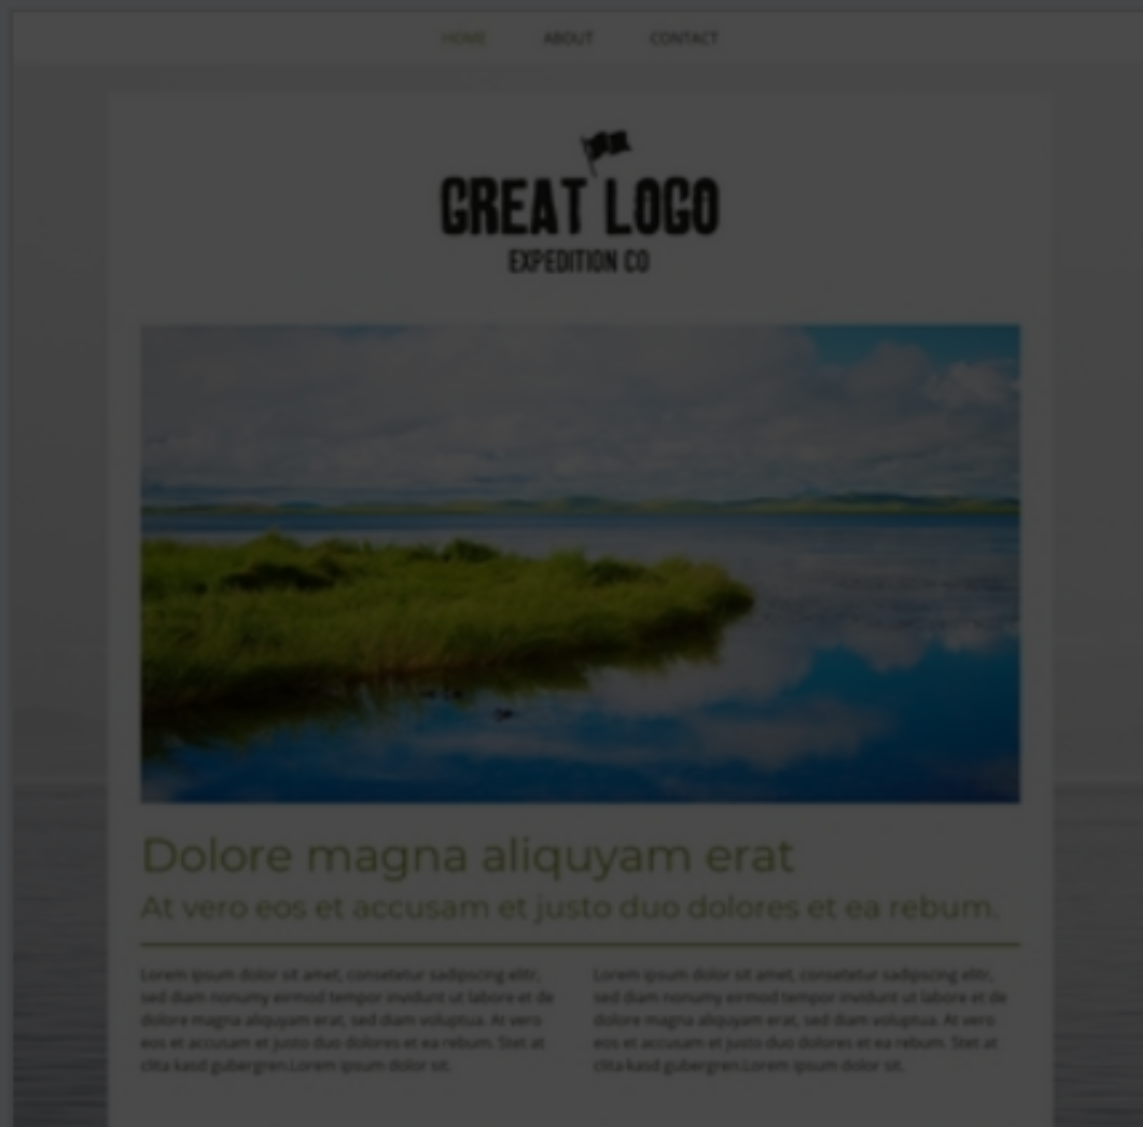 HOME ABOUT CONTACT
GREAT LOGO
EXPEDITION CO
Dolore magna aliquyam erat
At vero eos et accusam et justo duo dolores et ea rebum.
Lorem ipsum dolor sit amet, consetetur sadipscing elitr,
sed diam nonumy eirmod tempor invidunt ut labore et de
dolore magna aliquyam erat, sed diam voluptua. At vero
eos et accusam et justo duo dolores et ea rebum. Stet at
clita kasd gubergren.Lorem ipsum dolor sit.
Lorem ipsum dolor sit amet, consetetur sadipscing elitr,
sed diam nonumy eirmod tempor invidunt ut labore et de
dolore magna aliquyam erat, sed diam voluptua. At vero
eos et accusam et justo duo dolores et ea rebum. Stet at
clita kasd gubergren.Lorem ipsum dolor sit.